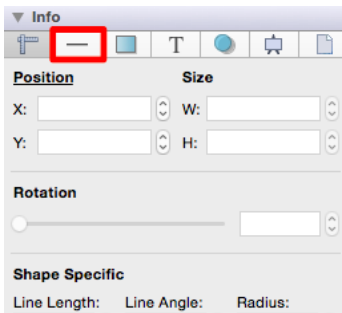 Info
T
Position Size
X: W:
Y: H:
Rotation
Shape Specific
Line Length: Line Angle: Radius: